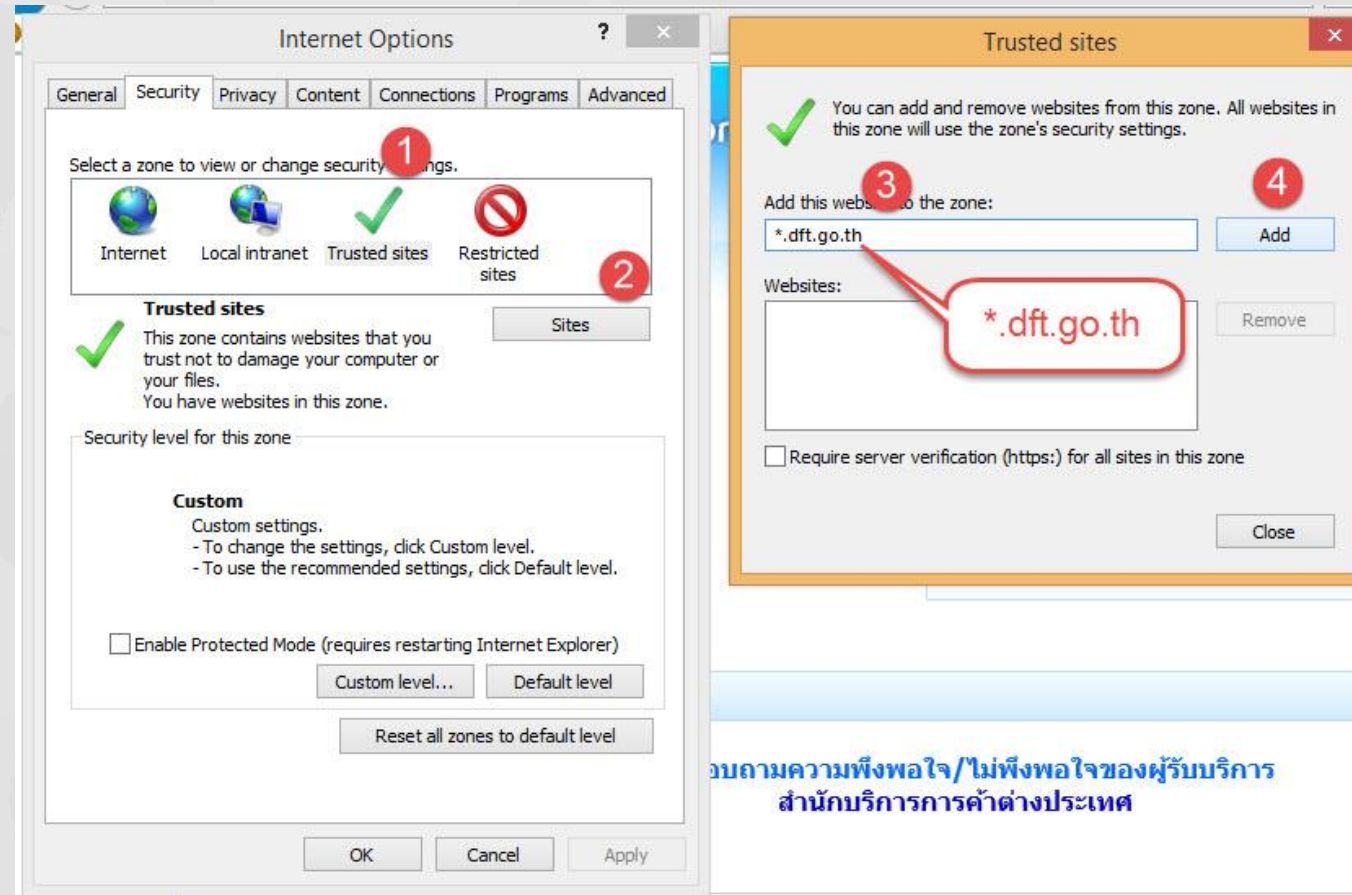 Internet Options
?
General Security Privacy Content Connections Programs Advanced
1
Select a zone to view or change security
Internet
Local intranet
Trusted sites
Restricted
sites
2
Trusted sites
Sites
This zone contains websites that you
trust not to damage your computer or
your files.
You have websites in this zone.
Security level for this zone
Custom
Custom settings.
- To change the settings, click Custom level.
- To use the recommended settings, click Default level.
Enable Protected Mode (requires restarting Internet Explorer)
Custom level...
Default level
Reset all zones to default level
OK
Cancel
Apply
Trusted sites
You can add and remove websites from this zone. All websites in
this zone will use the zone's security settings.
3
4
Add this to the zone:
*.dft.go.th
Add
Websites:
*.dft.go.th
Remove
Require server verification (https:) for all sites in this zone
Close
ความพึงพอใจ/ไม่พึงพอใจของผู้รับบริการ
สำนักบริการการค้าต่างประเทศ